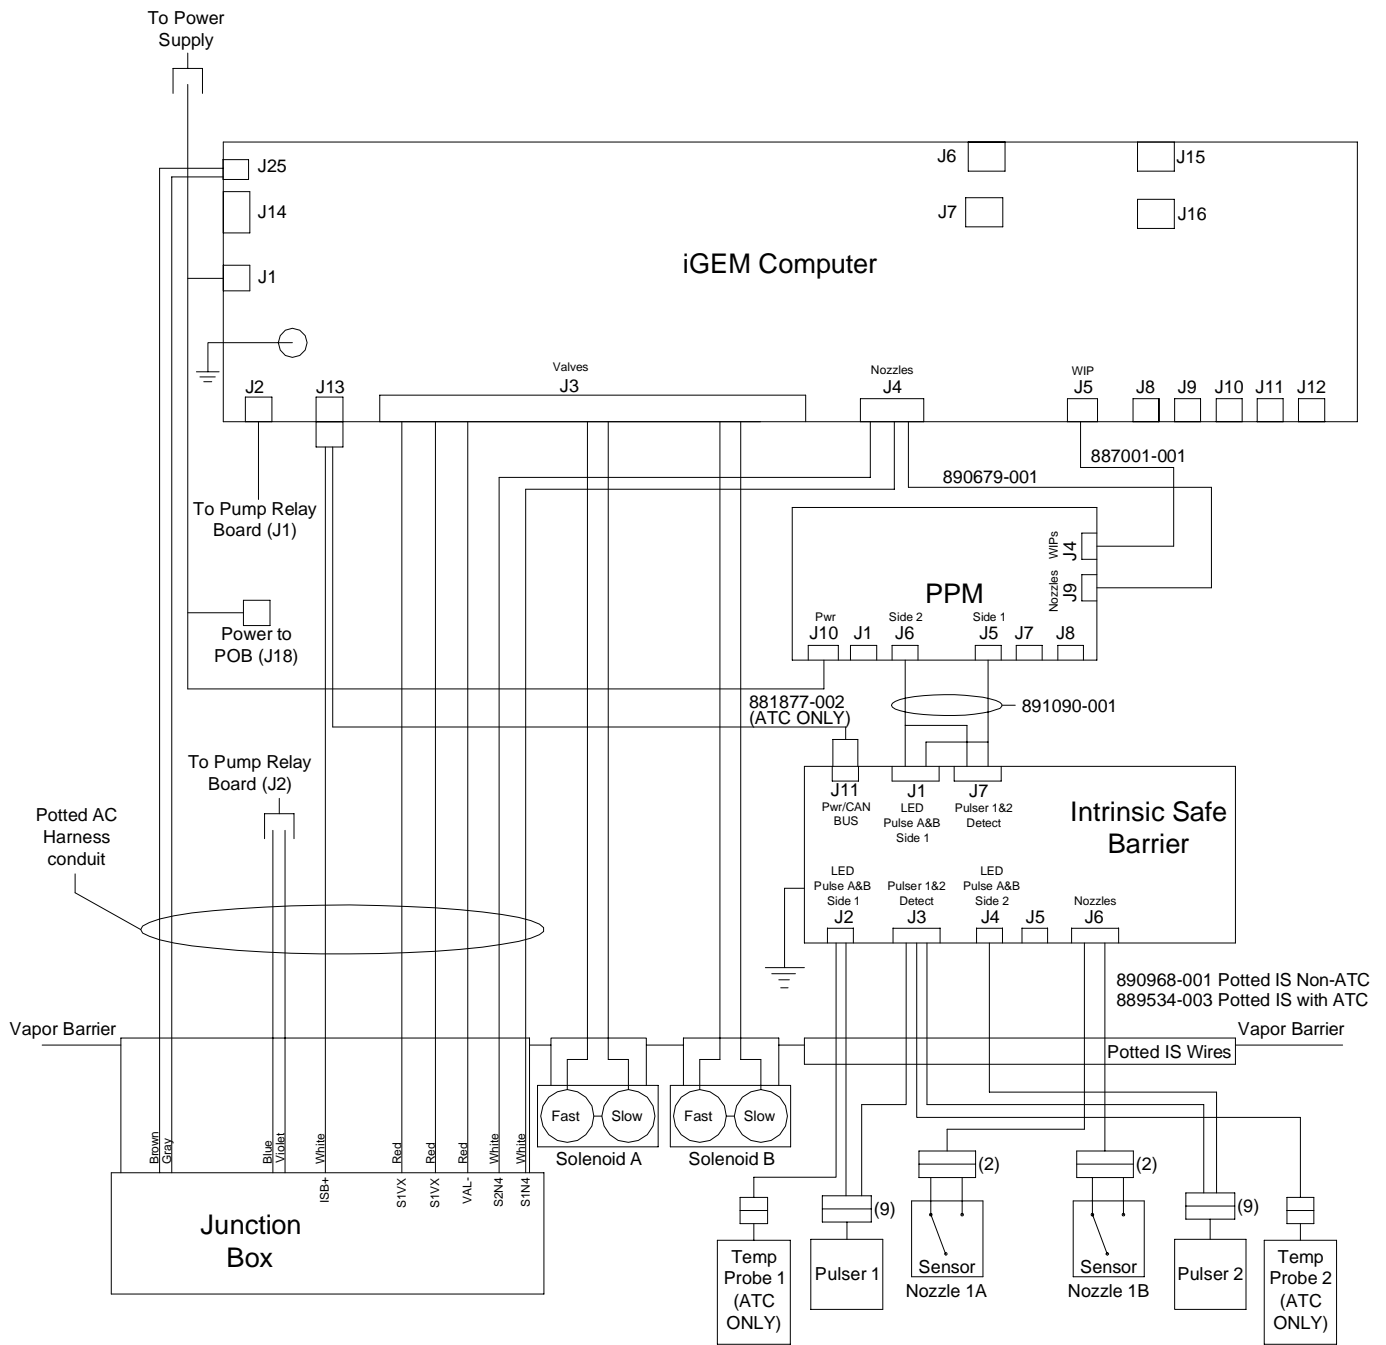 To Power
Supply
J25
J14
J1
J6
J7
J15
J16
iGEM Computer
J2
J13
Valves
J3
Nozzles
J4
WIP
J5
J8
J9
J10
J11
J12
887001-001
890679-001
To Pump Relay
Board (J1)
WIPs
J4
Nozzles
J9
PPM
Pwr
J10
J1
Side 2
J6
Side 1
J5
J7
J8
Power to
POB (J18)
881877-002
(ATC ONLY)
891090-001
To Pump Relay
Board (J2)
Potted AC
Harness
conduit
J11
Pwr/CAN
BUS
J1
LED
Pulse A&B
Side 1
J7
Pulser 1&2
Detect
Intrinsic Safe
Barrier
LED
Pulse A&B
Side 1
J2
Pulser 1&2
Detect
J3
LED
Pulse A&B
Side 2
J4
J5
Nozzles
J6
890968-001 Potted IS Non-ATC
889534-003 Potted IS with ATC
Vapor Barrier
Vapor Barrier
Potted IS Wires
Fast
Slow
Fast
Slow
Solenoid A
Solenoid B
Brown
Gray
Blue
Violet
White
Red
Red
Red
White
White
ISB+
S1VX
S1VX
VAL-
S2N4
S1N4
Junction
Box
(2)
(2)
(9)
(9)
Temp
Probe 1
(ATC
ONLY)
Pulser 1
Sensor
Nozzle 1A
Sensor
Nozzle 1B
Pulser 2
Temp
Probe 2
(ATC
ONLY)